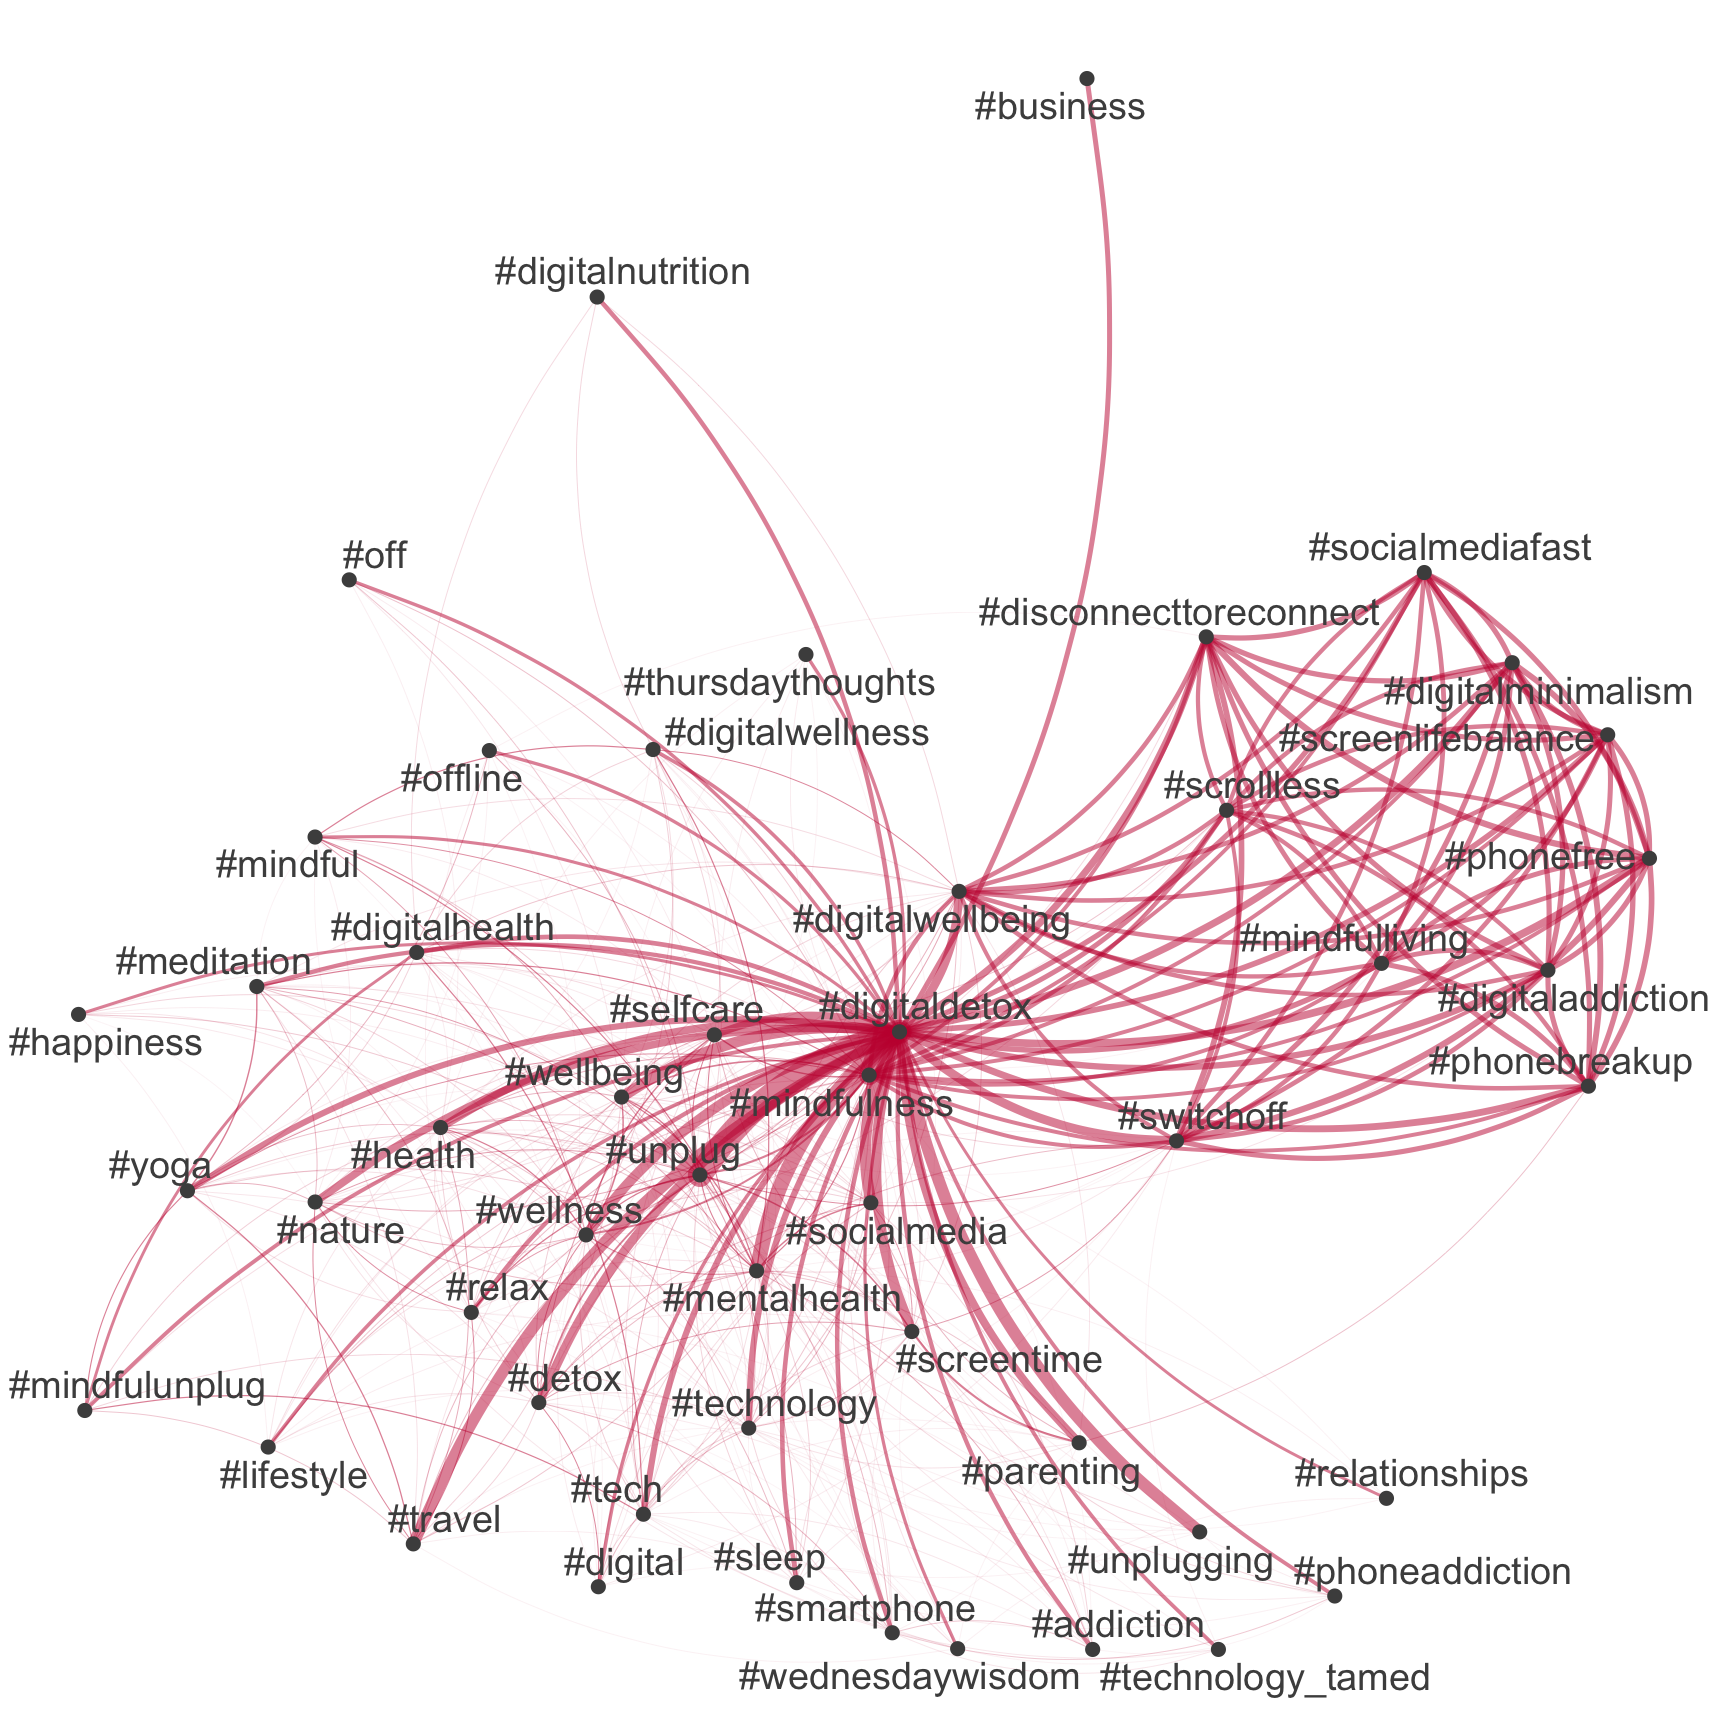 #business
#digitalnutrition
#socialmediafast
#off
#disconnecttoreconnect
#thursdaythoughts
#digitalminimalism
#digitalwellness
#screenlifebalance
#offline
#scrollless
#mindful
#phonefree
#digitalwellbeing
#digitalhealth
#mindfulliving
#meditation
#digitaladdiction
#selfcare
#digitaldetox
#happiness
#phonebreakup
#wellbeing
#mindfulness
#switchoff
#unplug
#health
#yoga
#wellness
#nature
#socialmedia
#relax
#mentalhealth
#screentime
#mindfulunplug
#detox
#technology
#lifestyle
#parenting
#relationships
#tech
#travel
#digital
#sleep
#unplugging
#phoneaddiction
#smartphone
#addiction
#wednesdaywisdom
#technology_tamed